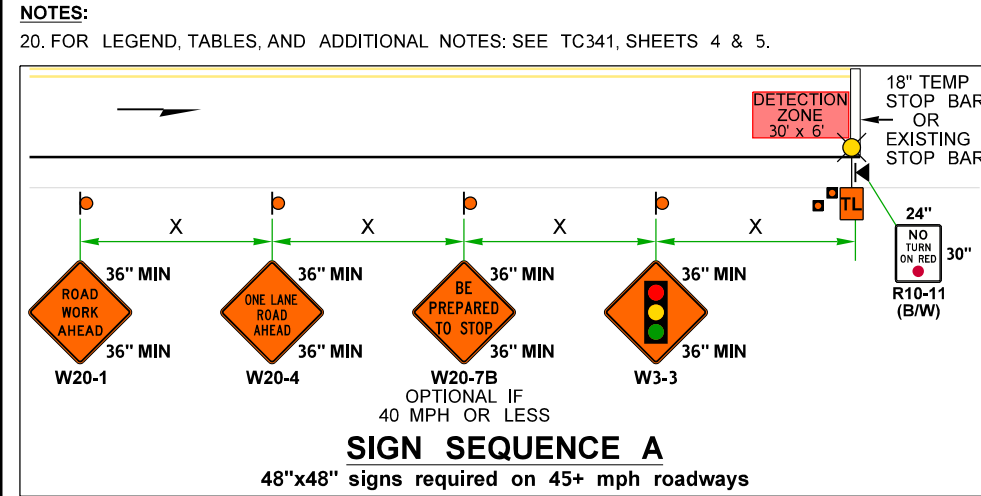 NOTES:
20. FOR LEGEND, TABLES, AND ADDITIONAL NOTES: SEE TC341, SHEETS 4 & 5.
DETECTION
ZONE
30' x 6'
18" TEMP
STOP BAR
OR
EXISTING
STOP BAR
TL
X
X
X
X
24"
30"
NO
TURN
ON RED
R10-11
(B/W)
ROAD
WORK
AHEAD
36" MIN
36" MIN
W20-1
ONE LANE
ROAD
AHEAD
36" MIN
36" MIN
W20-4
BE
PREPARED
TO STOP
36" MIN
36" MIN
W20-7B
OPTIONAL IF
40 MPH OR LESS
36" MIN
36" MIN
W3-3
SIGN SEQUENCE A
48"x48" signs required on 45+ mph roadways